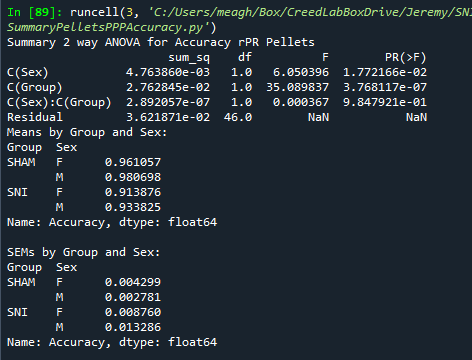 In [89]: runcell(3, 'C:/Users/meagh/Box/CreedLabBoxDrive/Jeremy/SNI
SummaryPelletsPPPAccuracy.py')
Summary 2 way ANOVA for Accuracy rPR Pellets
sum_sq df F PR(>F)
C(Sex) 4.763860e-03 1.0 6.050396 1.772166e-02
C(Group) 2.762845e-02 1.0 35.089837 3.768117e-07
C(Sex):C(Group) 2.892057e-07 1.0 0.000367 9.847921e-01
Residual 3.621871e-02 46.0 NaN NaN
Means by Group and Sex:
Group Sex
SHAM F 0.961057
M 0.980698
SNI F 0.913876
M 0.933825
Name: Accuracy, dtype: float64
SEMs by Group and Sex:
Group Sex
SHAM F 0.004299
M 0.002781
SNI F 0.008760
M 0.013286
Name: Accuracy, dtype: float64